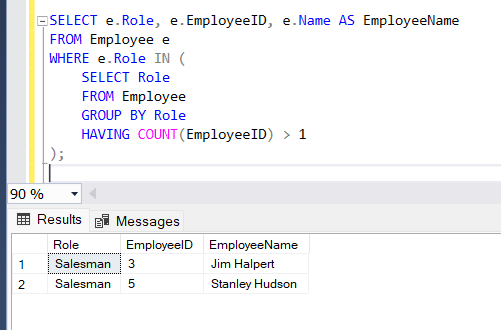 SELECT e.Role, e.EmployeeID, e.Name AS EmployeeName
FROM Employee e
WHERE e.Role IN (
    SELECT Role
    FROM Employee
    GROUP BY Role
    HAVING COUNT(EmployeeID) > 1
);
90 %
Results Messages
Role EmployeeID EmployeeName
1 Salesman 3 Jim Halpert
2 Salesman 5 Stanley Hudson